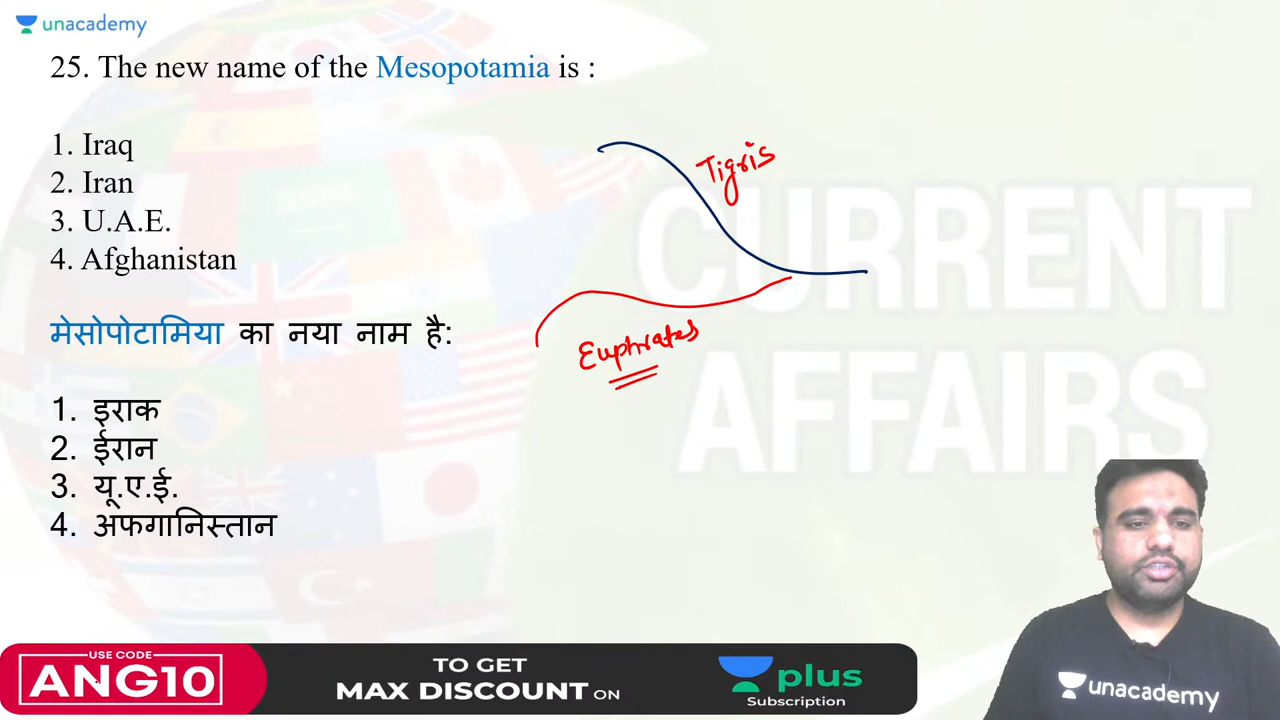 unacademy
25. The new name of the Mesopotamia is :
1. Iraq
2. Iran
3. U.A.E.
4. Afghanistan
Tigris
Euphrates
मेसोपोटामिया का नया नाम है:
1. इराक
2. ईरान
3. यू.ए.ई.
4. अफगानिस्तान
CURRENT
AFFAIRS
USE CODE
ANG10
TO GET
MAX DISCOUNT ON
plus
Subscription
unacademy